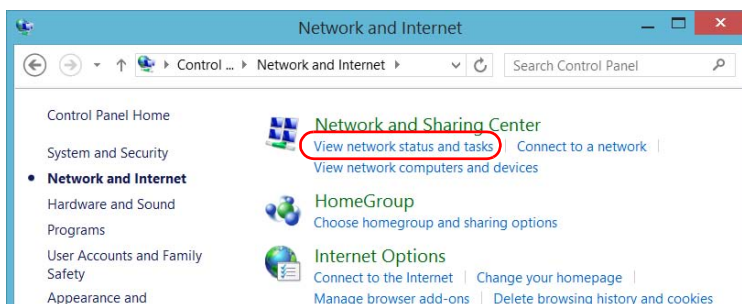 Network and Internet
Control ... Network and Internet
Search Control Panel
Control Panel Home
System and Security
Network and Internet
Hardware and Sound
Programs
User Accounts and Family
Safety
Appearance and
Network and Sharing Center
View network status and tasks Connect to a network
View network computers and devices
HomeGroup
Choose homegroup and sharing options
Internet Options
Connect to the Internet Change your homepage
Manage browser add-ons Delete browsing history and cookies